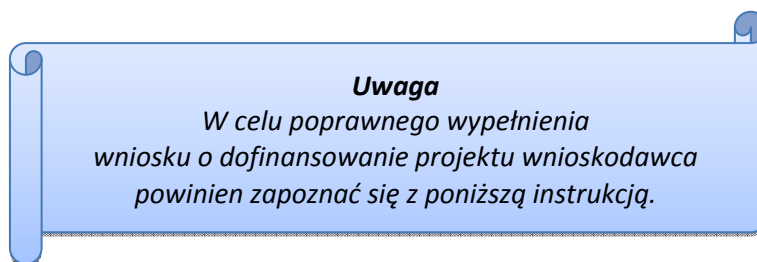 Uwaga
W celu poprawnego wypełnienia
wniosku o dofinansowanie projektu wnioskodawca
powinien zapoznać się z poniższą instrukcją.